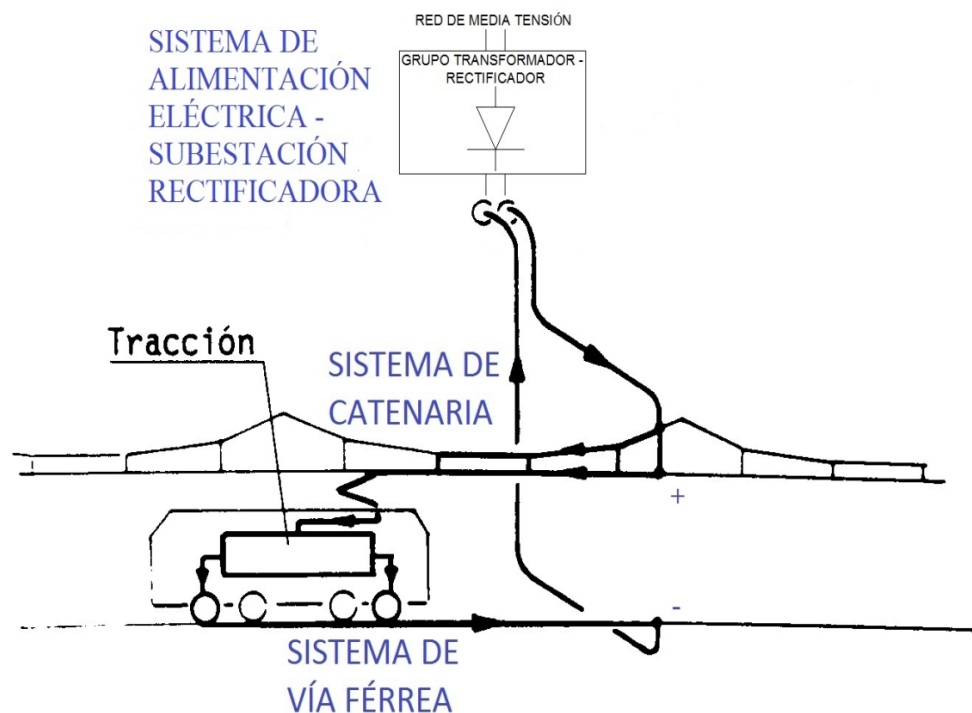 RED DE MEDIA TENSIÓN
SISTEMA DE
ALIMENTACIÓN
ELÉCTRICA -
SUBESTACIÓN
RECTIFICADORA
GRUPO TRANSFORMADOR -
RECTIFICADOR
Tracción
SISTEMA DE
CATENARIA
+
-
SISTEMA DE
VÍA FÉRREA